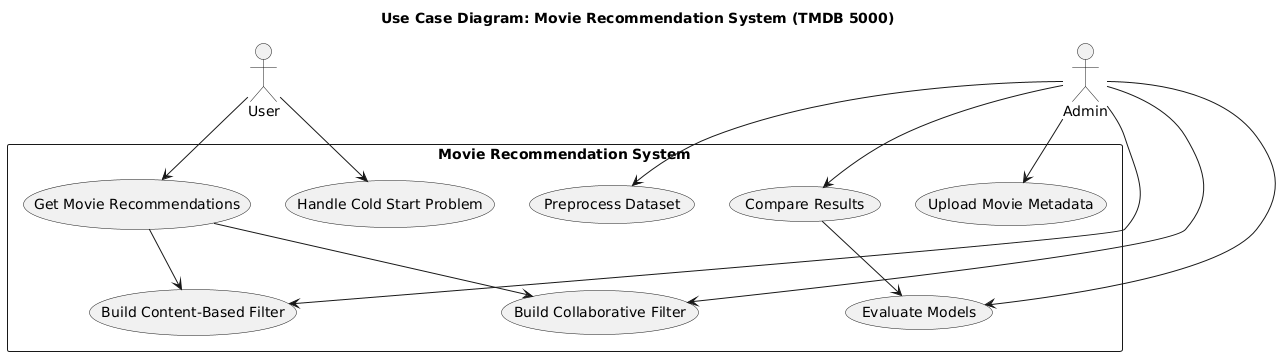 Use Case Diagram: Movie Recommendation System (TMDB 5000)
User
Admin
Movie Recommendation System
Get Movie Recommendations
Handle Cold Start Problem
Preprocess Dataset
Compare Results
Upload Movie Metadata
Build Content-Based Filter
Build Collaborative Filter
Evaluate Models